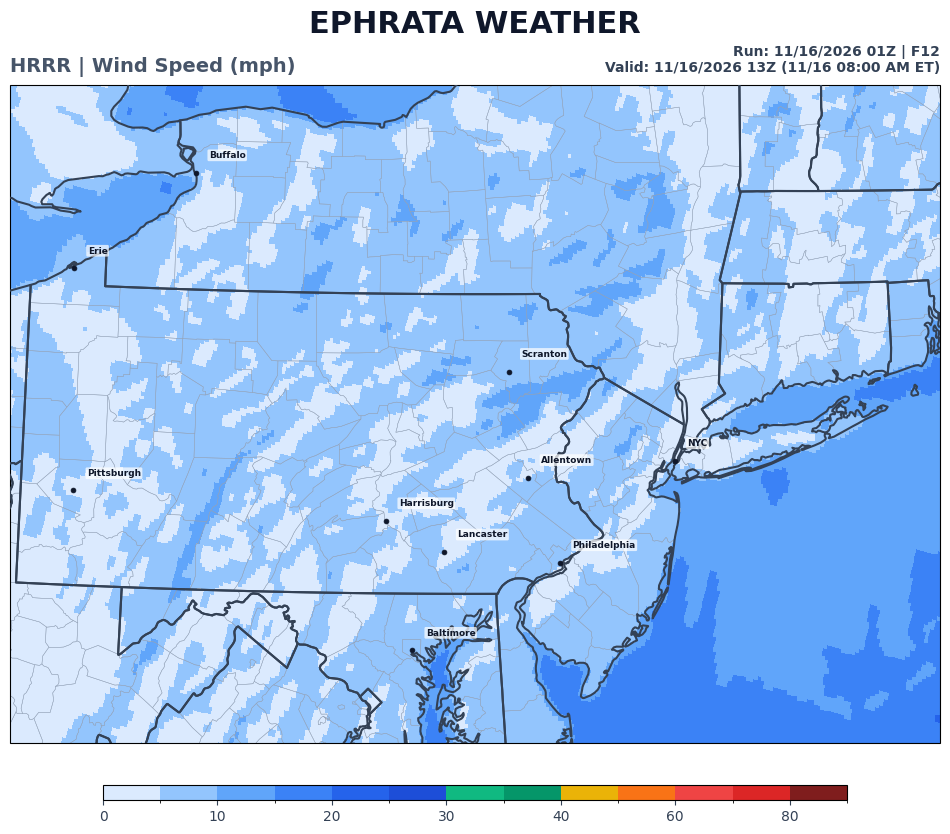 EPHRATA WEATHER
HRRR | Wind Speed (mph)
Run: 11/16/2026 01Z | F12
Valid: 11/16/2026 13Z (11/16 08:00 AM ET)
Buffalo
Erie
Scranton
NYC
Allentown
Pittsburgh
Harrisburg
Lancaster
Philadelphia
Baltimore
0 10 20 30 40 60 80